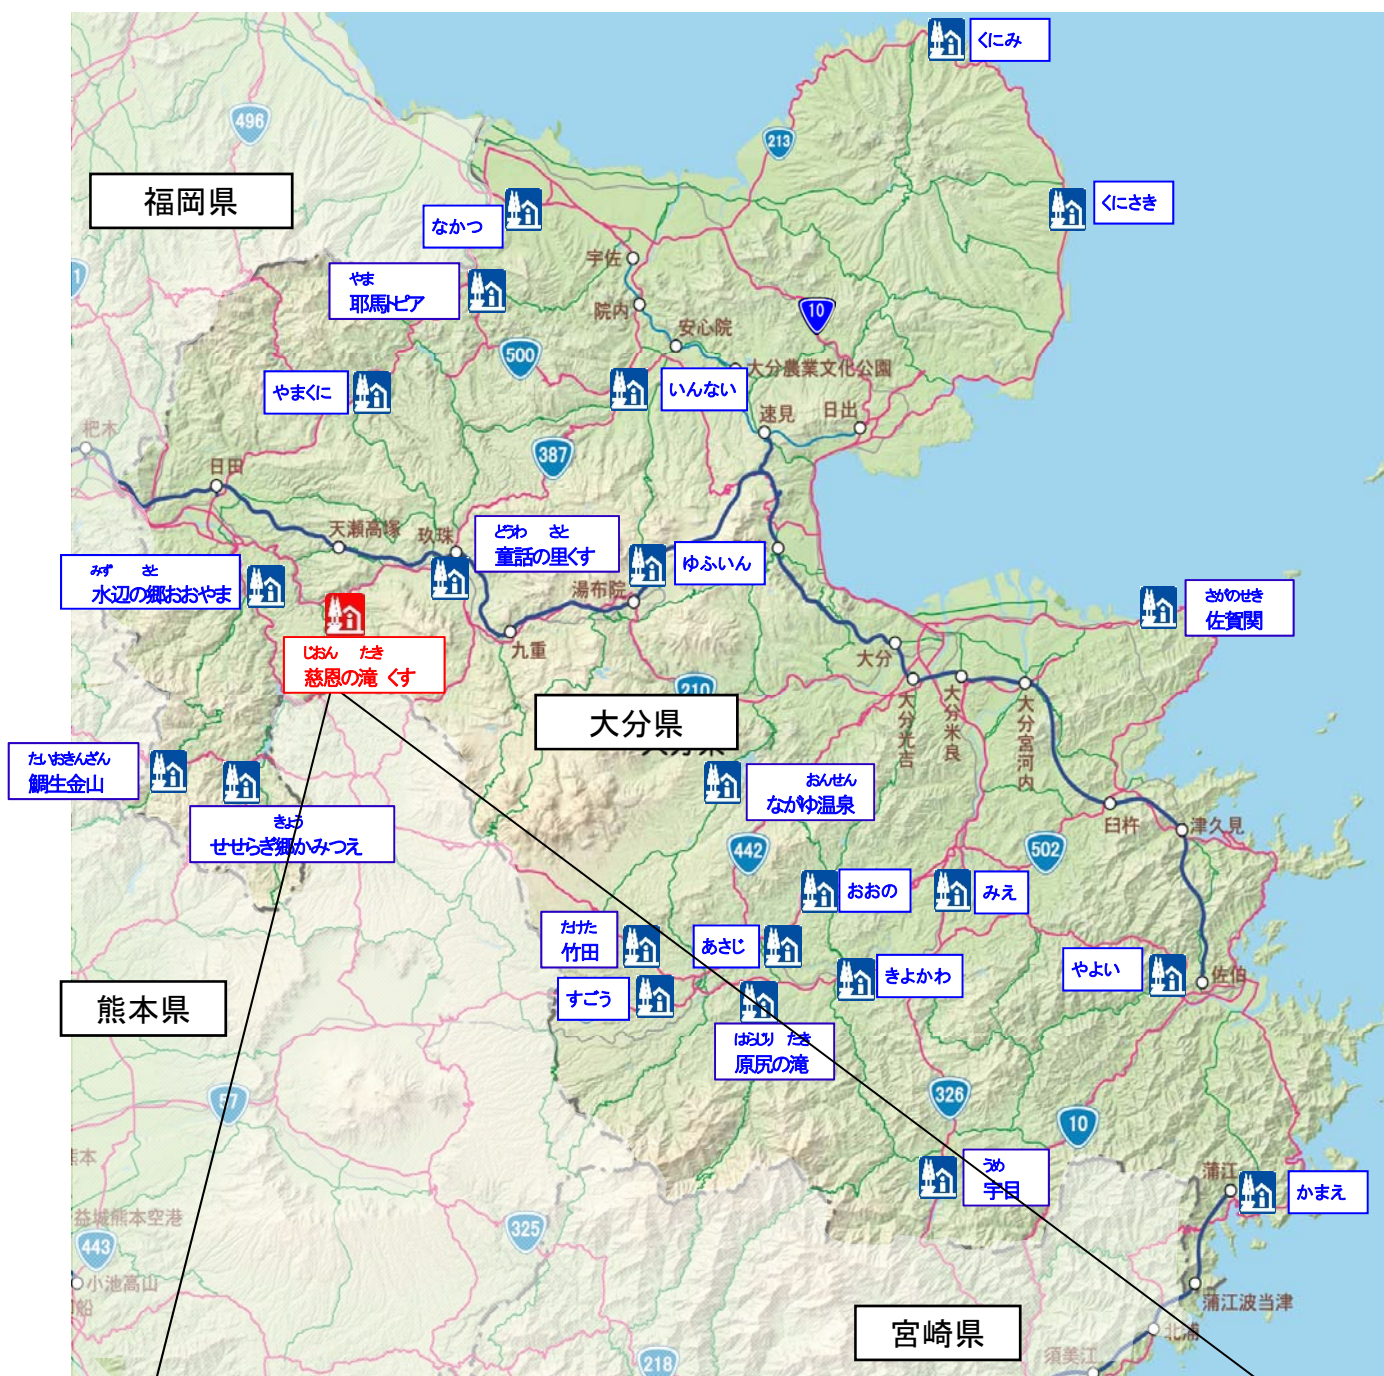 くにみ
496
213
福岡県
くにさき
なかつ
宇佐
やま
耶馬トピア
院内
10
安心院
500
大分農業文化公園
やまくに
いんない
速見
日出
杷木
387
日田
天瀬高塚
玖珠
どうわ さと
童話の里くす
ゆふいん
みず さと
水辺の郷おおやま
湯布院
さがのせき
佐賀関
じおん たき
慈恩の滝 くす
九重
大分
210
大分県
大分光吉
大分米良
大分宮河内
たいおきんざん
鯛生金山
おんせん
ながゆ温泉
きょう
せせらぎ郷かみつえ
臼杵
津久見
442
502
おおの
みえ
たけた
竹田
あさじ
きよかわ
やよい
佐伯
すごう
熊本県
はらじり たき
原尻の滝
57
326
10
熊本
うめ
宇目
蒲江
かまえ
益城熊本空港
325
443
小池高山
蒲江波当津
宮崎県
北浦
須美江
218